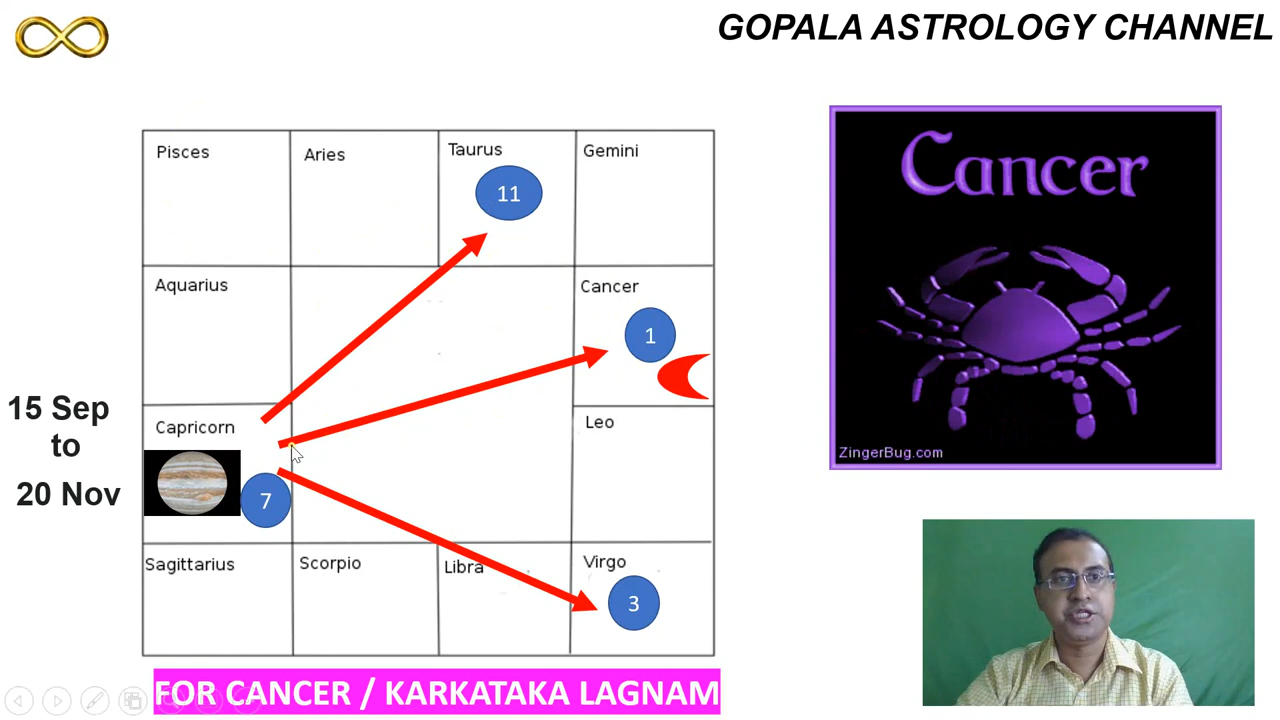 GOPALA ASTROLOGY CHANNEL
Pisces
Aries
Taurus
Gemini
11
Aquarius
Cancer
1
Capricorn
7
Leo
Sagittarius
Scorpio
Libra
Virgo
3
15 Sep
to
20 Nov
FOR CANCER / KARKATAKA LAGNAM
Cancer
ZingerBug.com